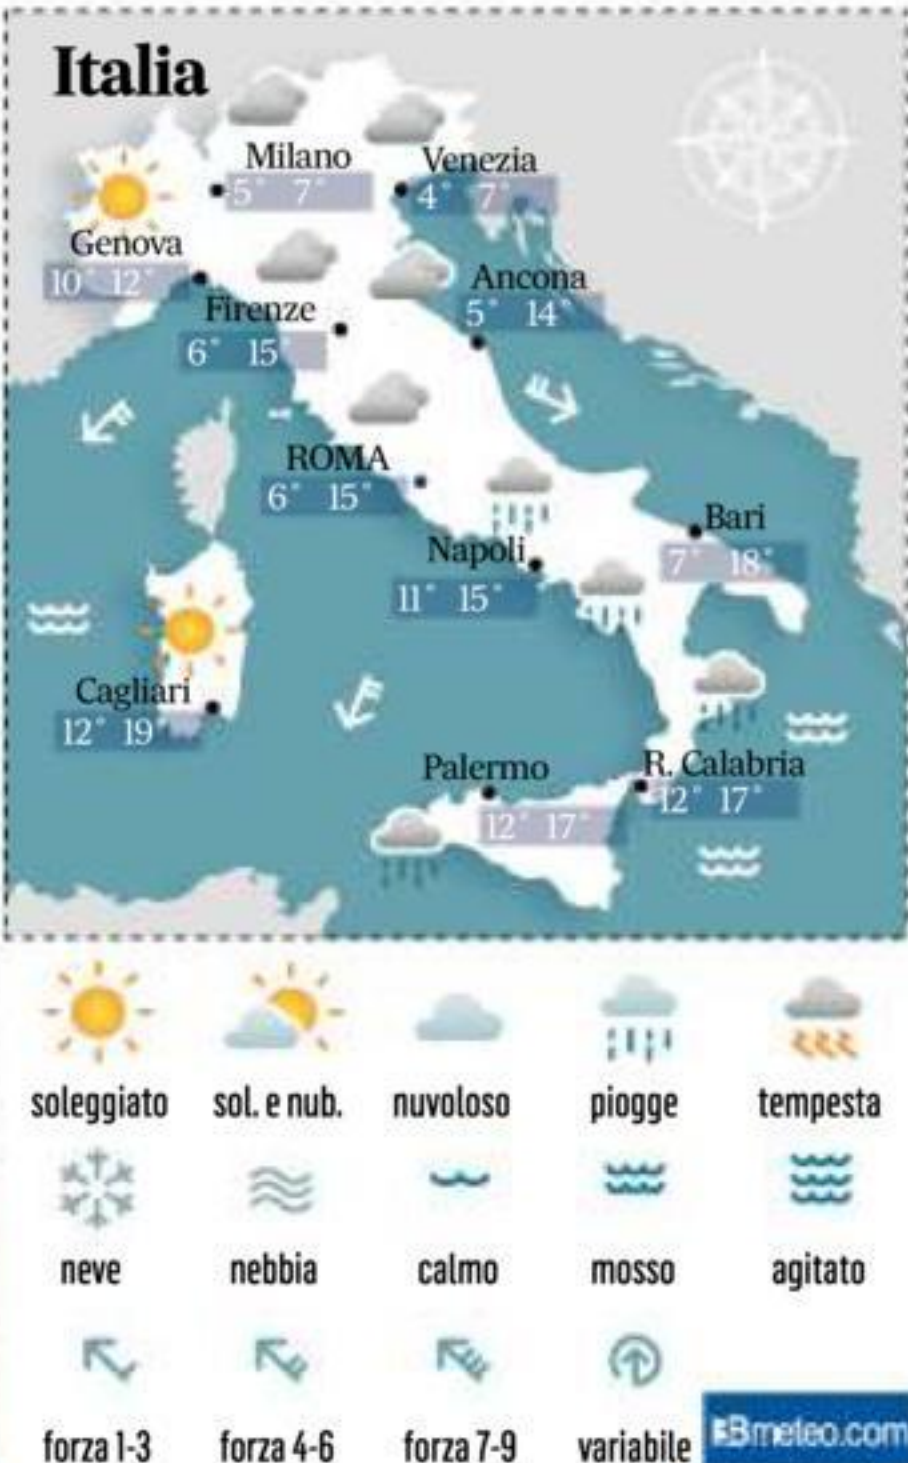 Italia
Milano
5° 7°
Venezia
4° 7°
Genova
10° 12°
Ancona
5° 14°
Firenze
6° 15°
ROMA
6° 15°
Bari
7° 18°
Napoli
11° 15°
Cagliari
12° 19°
Palermo
12° 17°
R. Calabria
12° 17°
soleggiato sol. e nub. nuvoloso piogge tempesta
neve nebbia calmo mosso agitato
forza 1-3 forza 4-6 forza 7-9 variabile
3Bmeteo.com